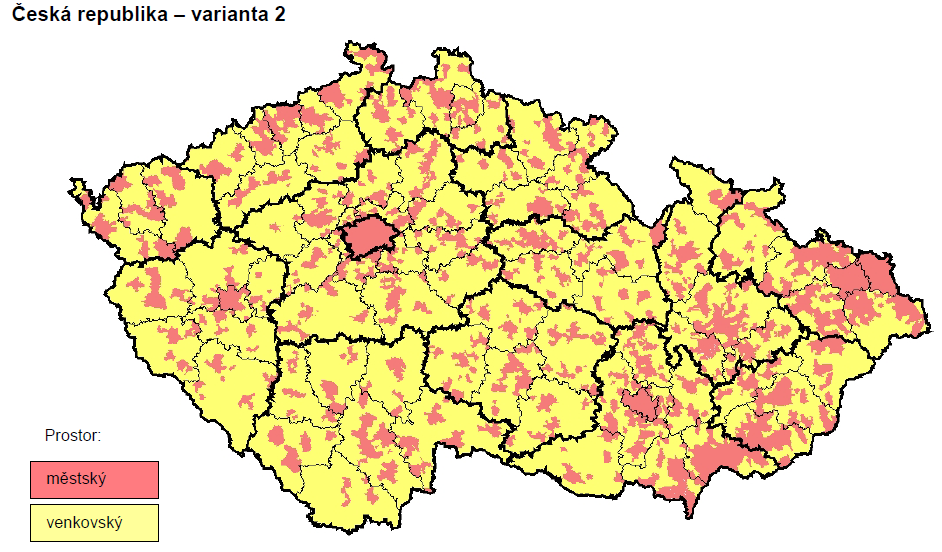 Česká republika – varianta 2
Prostor:
městský
venkovský